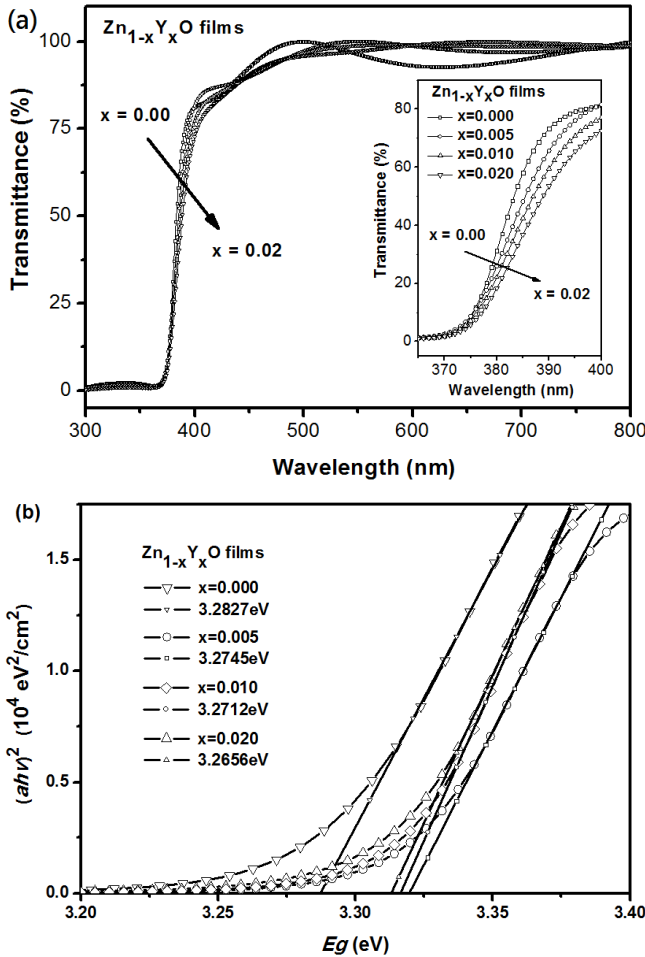 (a)
Zn1-xYxO films
x = 0.00
x = 0.02
Transmittance (%)
100
75
50
25
0
300 400 500 600 700 800
Wavelength (nm)
Zn1-xYxO films
x=0.000
x=0.005
x=0.010
x=0.020
x = 0.00
x = 0.02
Transmittance (%)
80
60
40
20
0
370 380 390 400
Wavelength (nm)
(b)
Zn1-xYxO films
x=0.000
3.2827eV
x=0.005
3.2745eV
x=0.010
3.2712eV
x=0.020
3.2656eV
(ahν)2 (104 eV2/cm2)
1.5
1.0
0.5
0.0
3.20 3.25 3.30 3.35 3.40
Eg (eV)